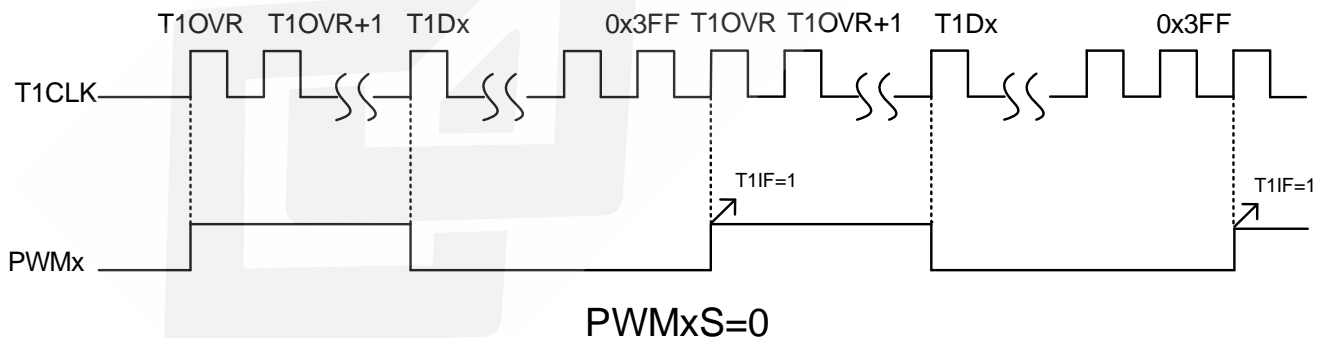 T1OVR T1OVR+1 T1Dx 0x3FF T1OVR T1OVR+1 T1Dx 0x3FF
T1CLK
T1IF=1 T1IF=1
PWMx
PWMxS=0